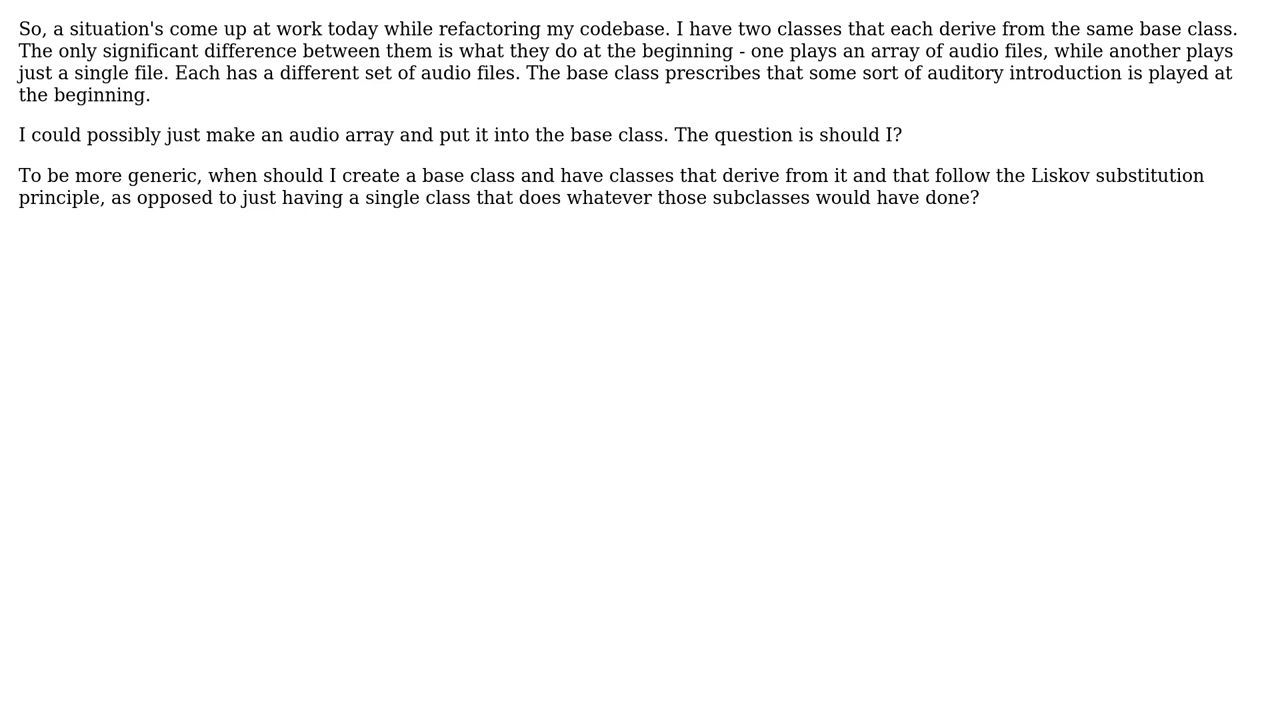 So, a situation's come up at work today while refactoring my codebase. I have two classes that each derive from the same base class.
The only significant difference between them is what they do at the beginning - one plays an array of audio files, while another plays
just a single file. Each has a different set of audio files. The base class prescribes that some sort of auditory introduction is played at
the beginning.
I could possibly just make an audio array and put it into the base class. The question is should I?
To be more generic, when should I create a base class and have classes that derive from it and that follow the Liskov substitution
principle, as opposed to just having a single class that does whatever those subclasses would have done?